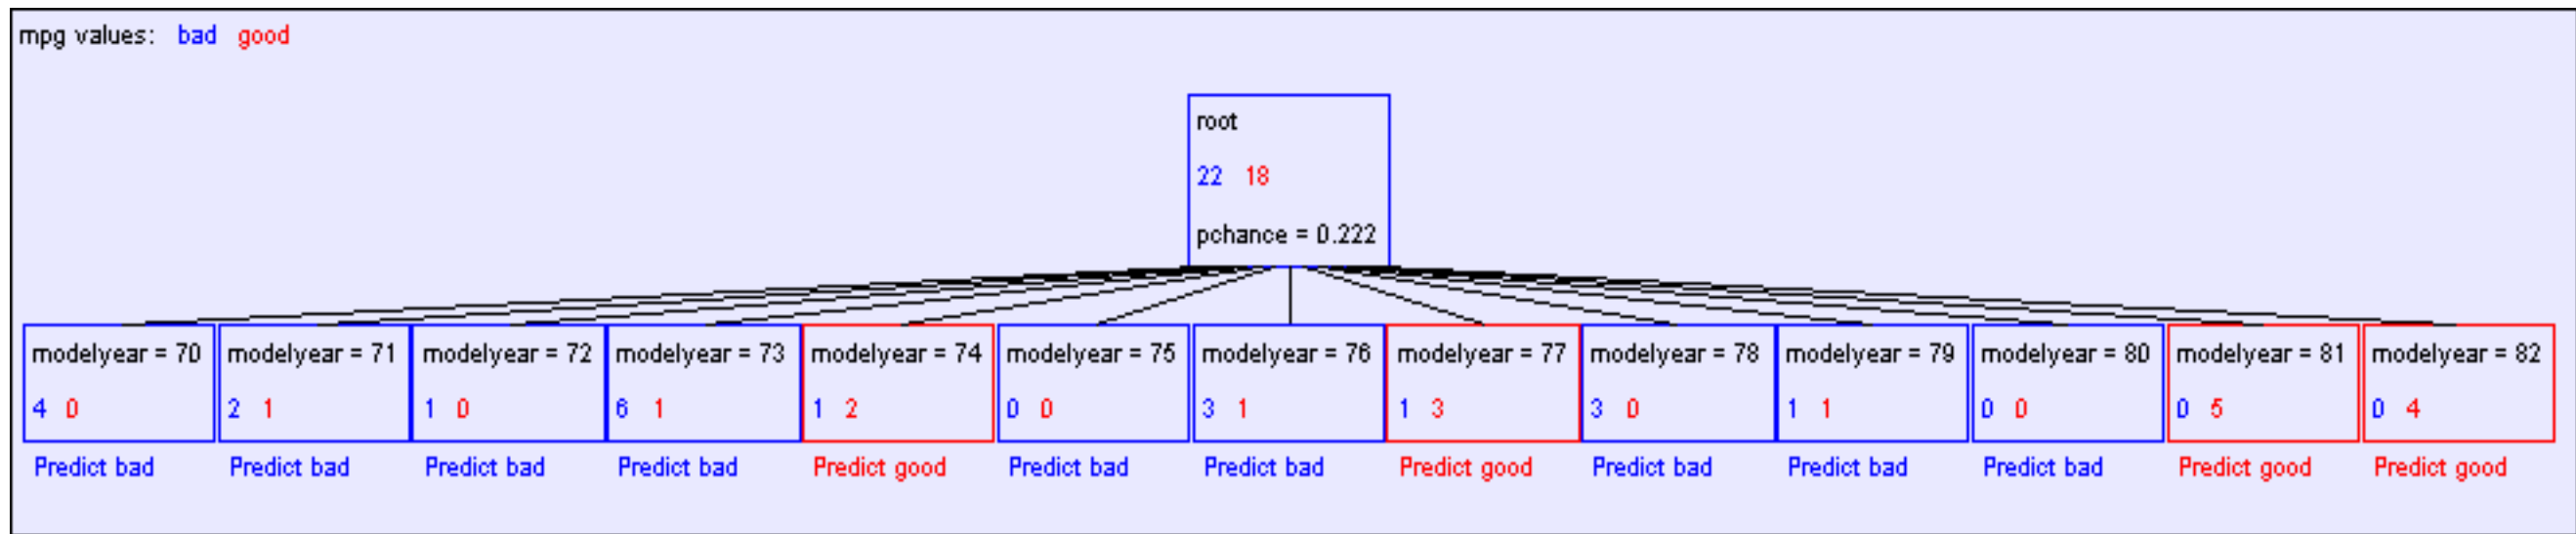 mpg values: bad good
root
22 18
pchance = 0.222
modelyear = 70 modelyear = 71 modelyear = 72 modelyear = 73 modelyear = 74 modelyear = 75 modelyear = 76 modelyear = 77 modelyear = 78 modelyear = 79 modelyear = 80 modelyear = 81 modelyear = 82
4 0 2 1 1 0 6 1 1 2 0 0 3 1 1 3 3 0 1 1 0 0 0 5 0 4
Predict bad Predict bad Predict bad Predict bad Predict good Predict bad Predict bad Predict good Predict bad Predict bad Predict bad Predict good Predict good